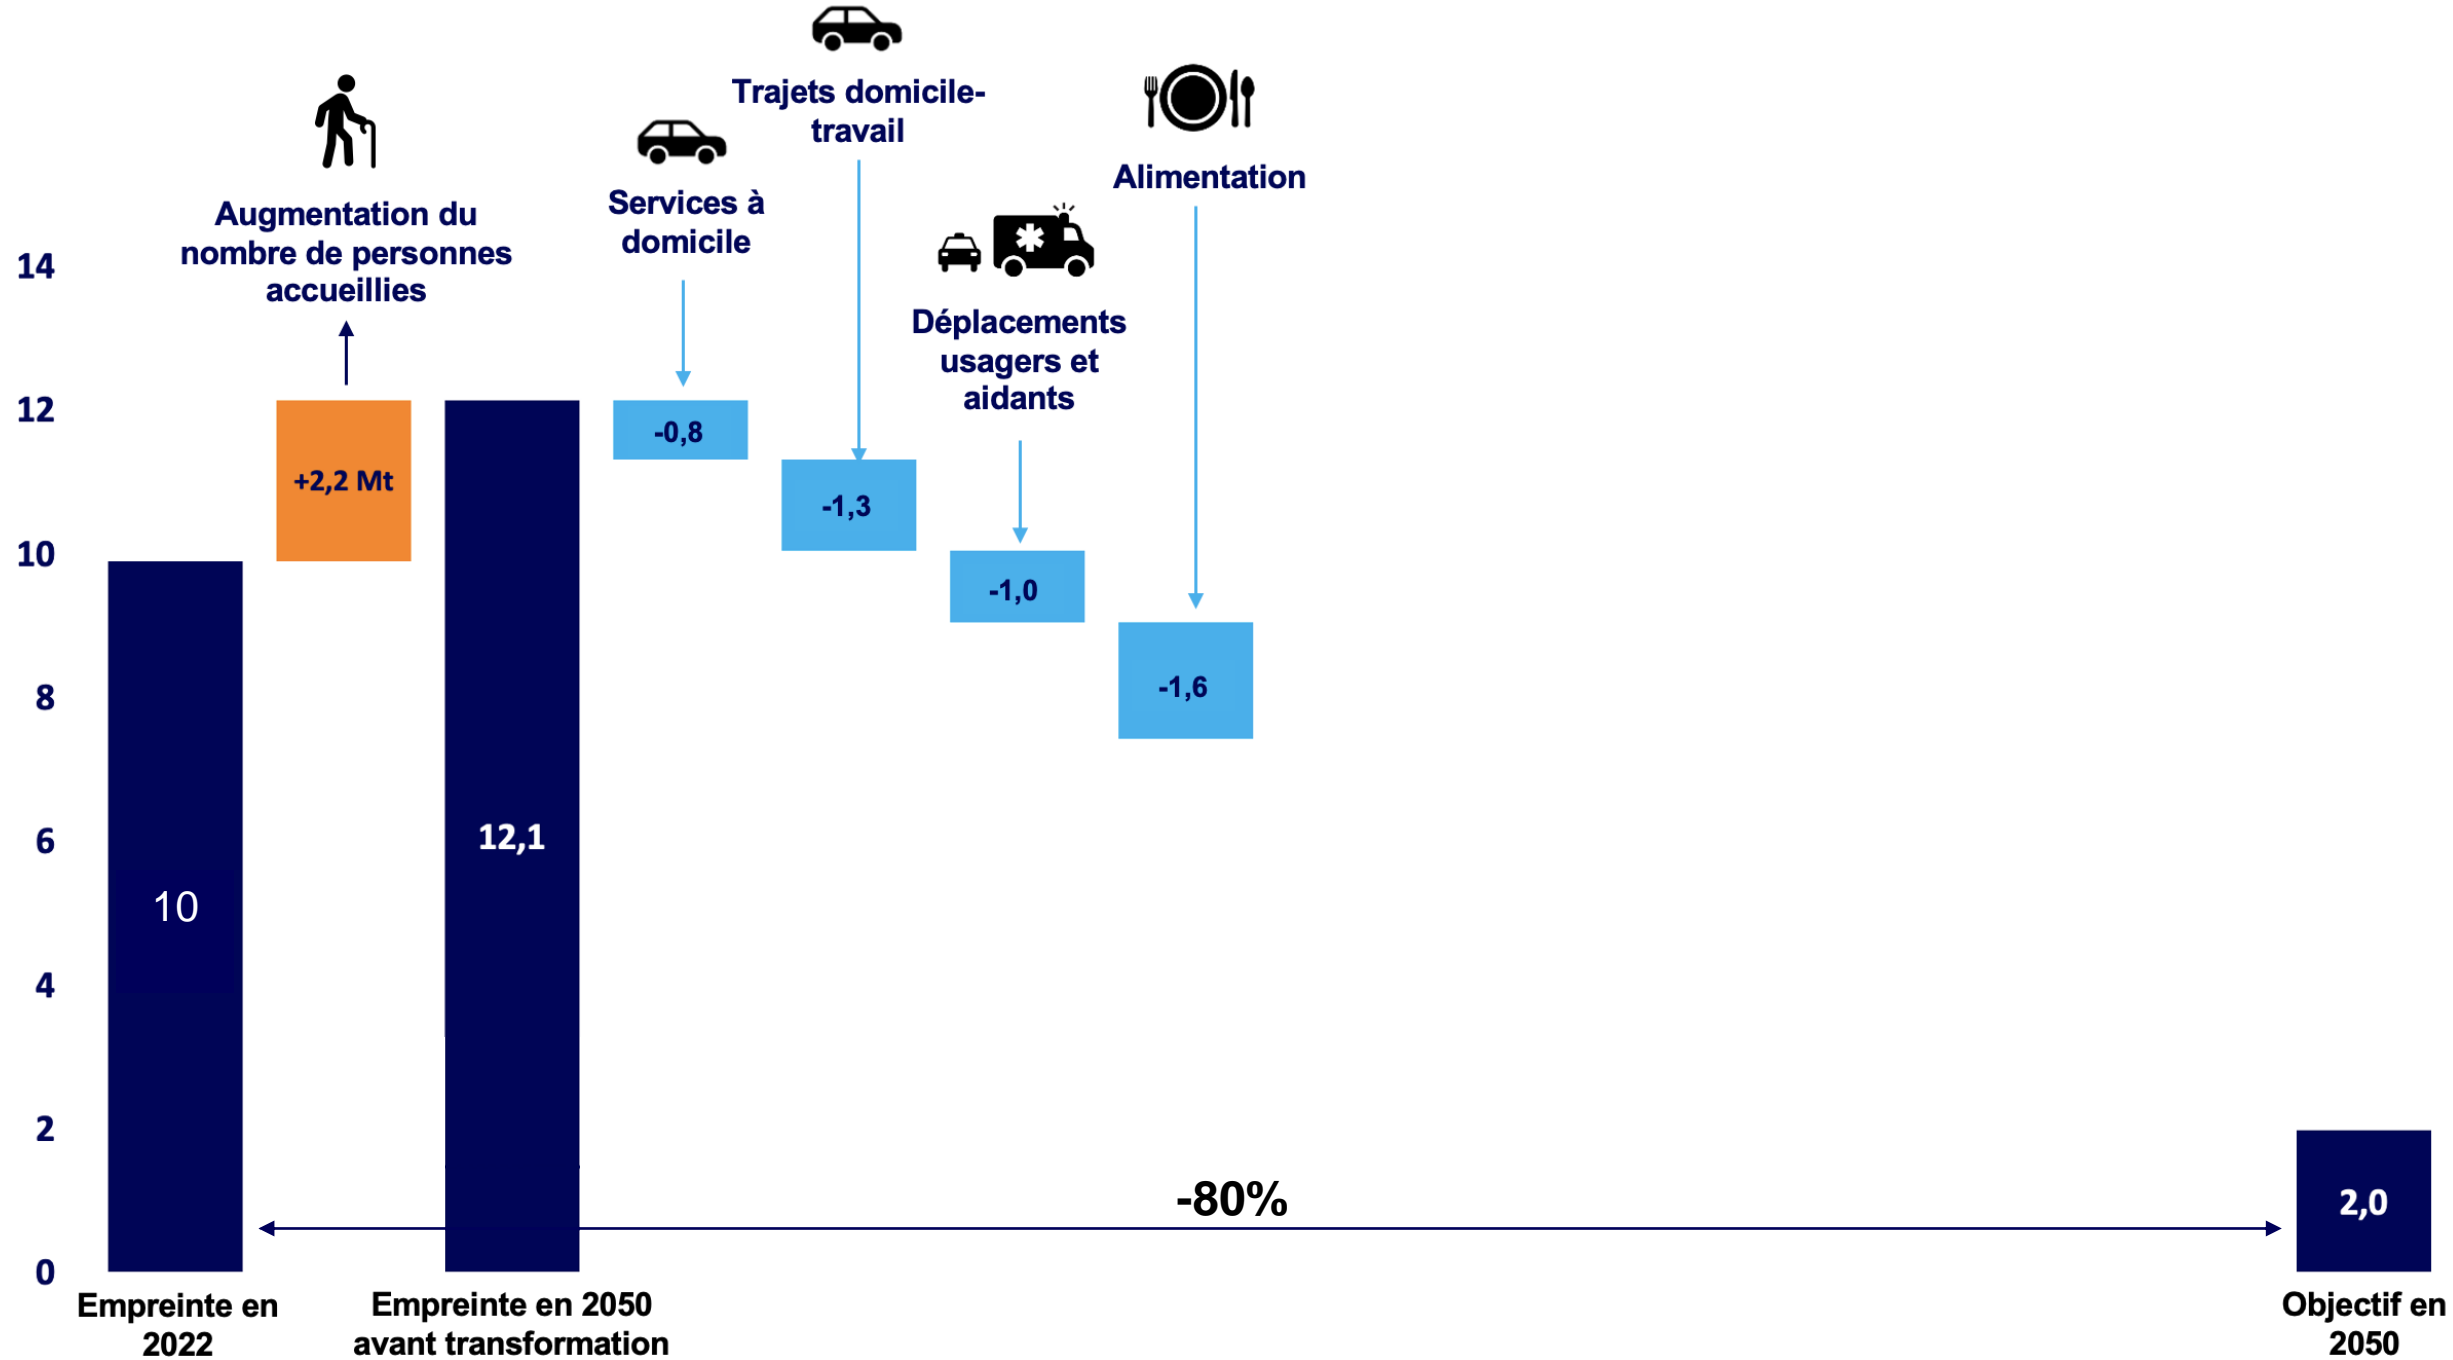 Trajets domicile-
travail
Alimentation
Services à
domicile
Augmentation du
nombre de personnes
accueillies
Déplacements
usagers et
aidants
14
12
10
8
6
4
2
0
+2,2 Mt
-0,8
-1,3
-1,0
-1,6
12,1
10
-80%
2,0
Empreinte en
2022
Empreinte en 2050
avant transformation
Objectif en
2050